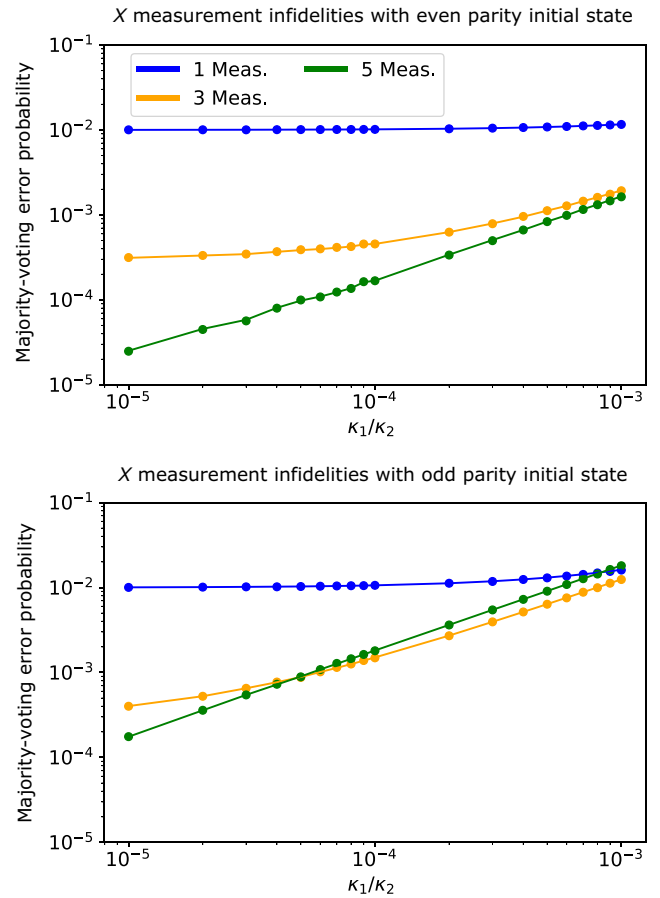 X measurement infidelities with even parity initial state
Majority-voting error probability
10⁻¹
10⁻²
10⁻³
10⁻⁴
10⁻⁵
1 Meas.
3 Meas.
5 Meas.
10⁻⁵ 10⁻⁴ 10⁻³
κ₁/κ₂
X measurement infidelities with odd parity initial state
Majority-voting error probability
10⁻¹
10⁻²
10⁻³
10⁻⁴
10⁻⁵
10⁻⁵ 10⁻⁴ 10⁻³
κ₁/κ₂